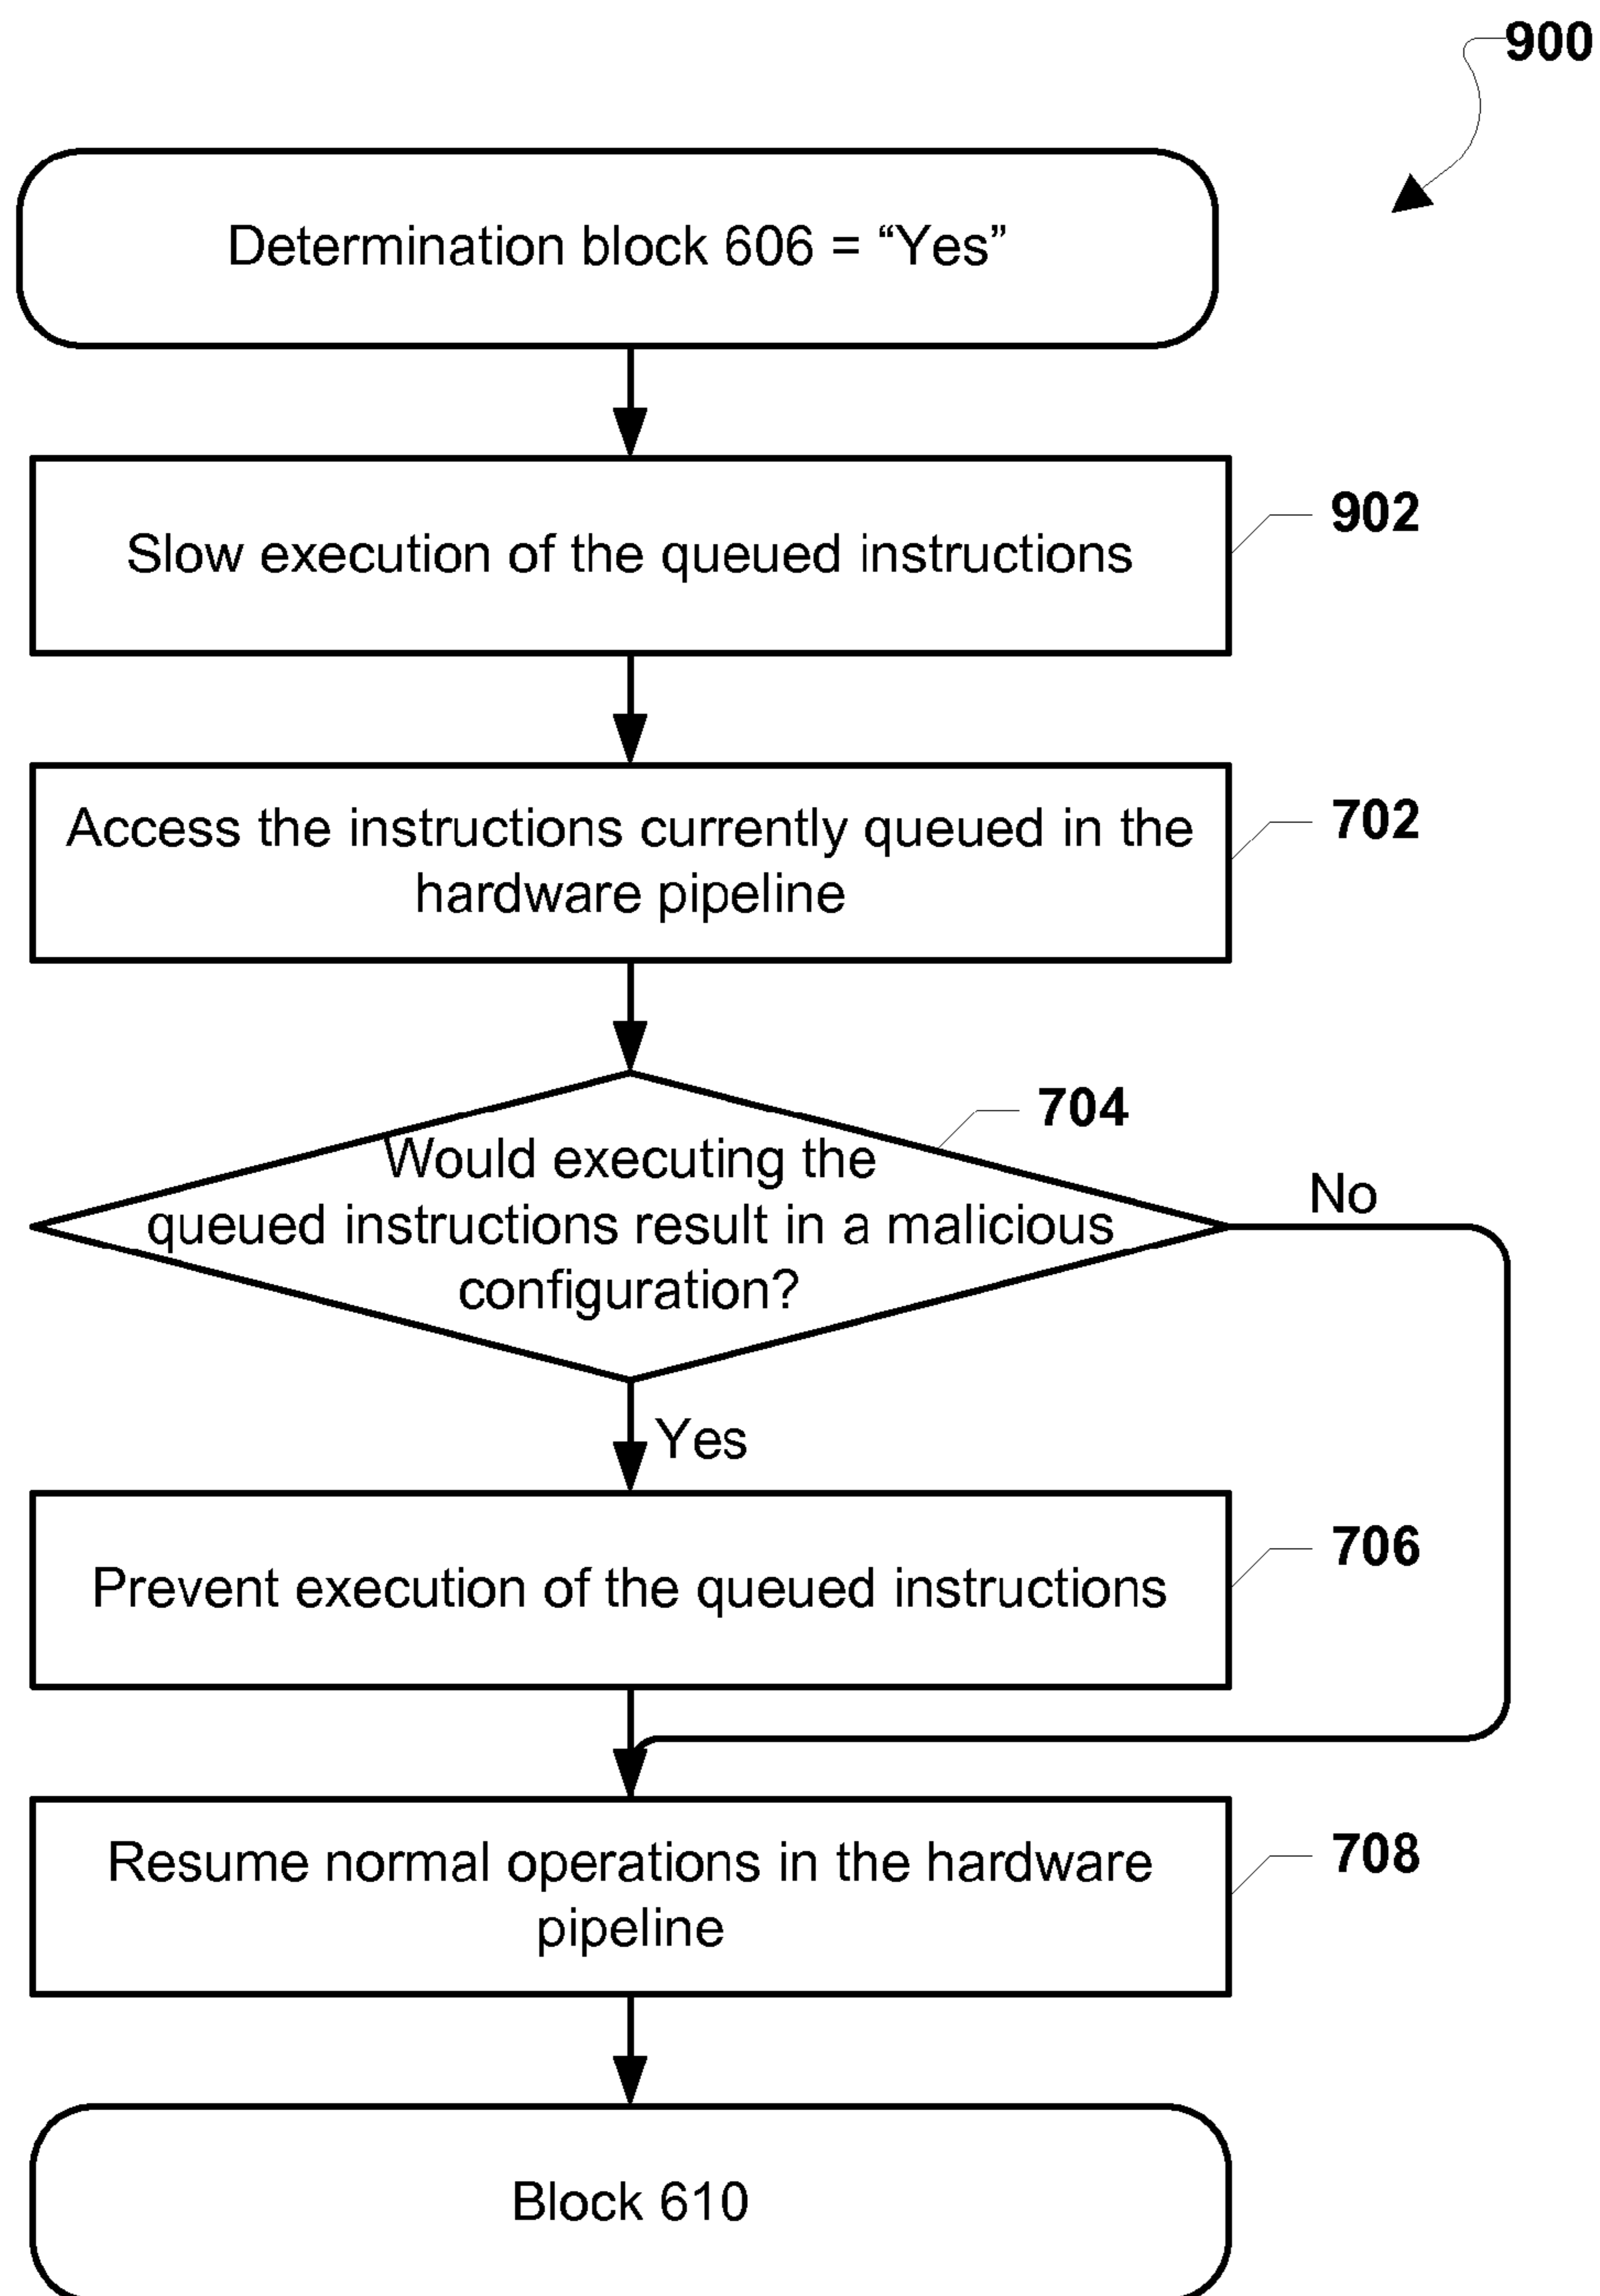 900
Determination block 606 = “Yes”
902
Slow execution of the queued instructions
702
Access the instructions currently queued in the
hardware pipeline
704
Would executing the
queued instructions result in a malicious
configuration?
No
Yes
706
Prevent execution of the queued instructions
708
Resume normal operations in the hardware
pipeline
Block 610